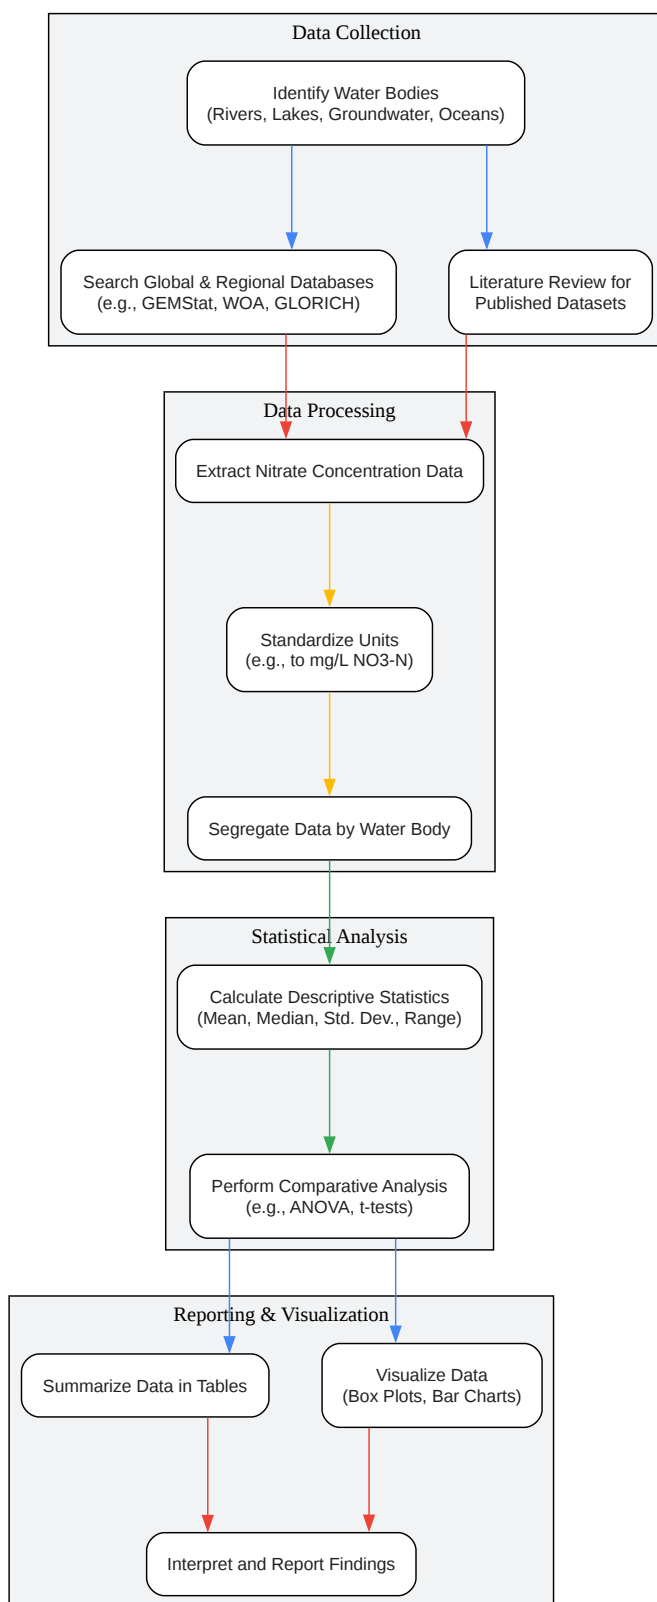 Data Collection
Identify Water Bodies
(Rivers, Lakes, Groundwater, Oceans)
Search Global & Regional Databases
(e.g., GEMStat, WOA, GLORICH)
Literature Review for
Published Datasets
Data Processing
Extract Nitrate Concentration Data
Standardize Units
(e.g., to mg/L NO3-N)
Segregate Data by Water Body
Statistical Analysis
Calculate Descriptive Statistics
(Mean, Median, Std. Dev., Range)
Perform Comparative Analysis
(e.g., ANOVA, t-tests)
Reporting & Visualization
Summarize Data in Tables
Visualize Data
(Box Plots, Bar Charts)
Interpret and Report Findings